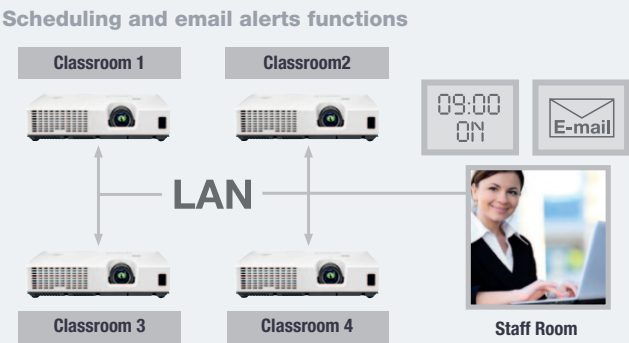 Scheduling and email alerts functions
Classroom 1
Classroom2
09:00
ON
E-mail
LAN
Classroom 3
Classroom 4
Staff Room